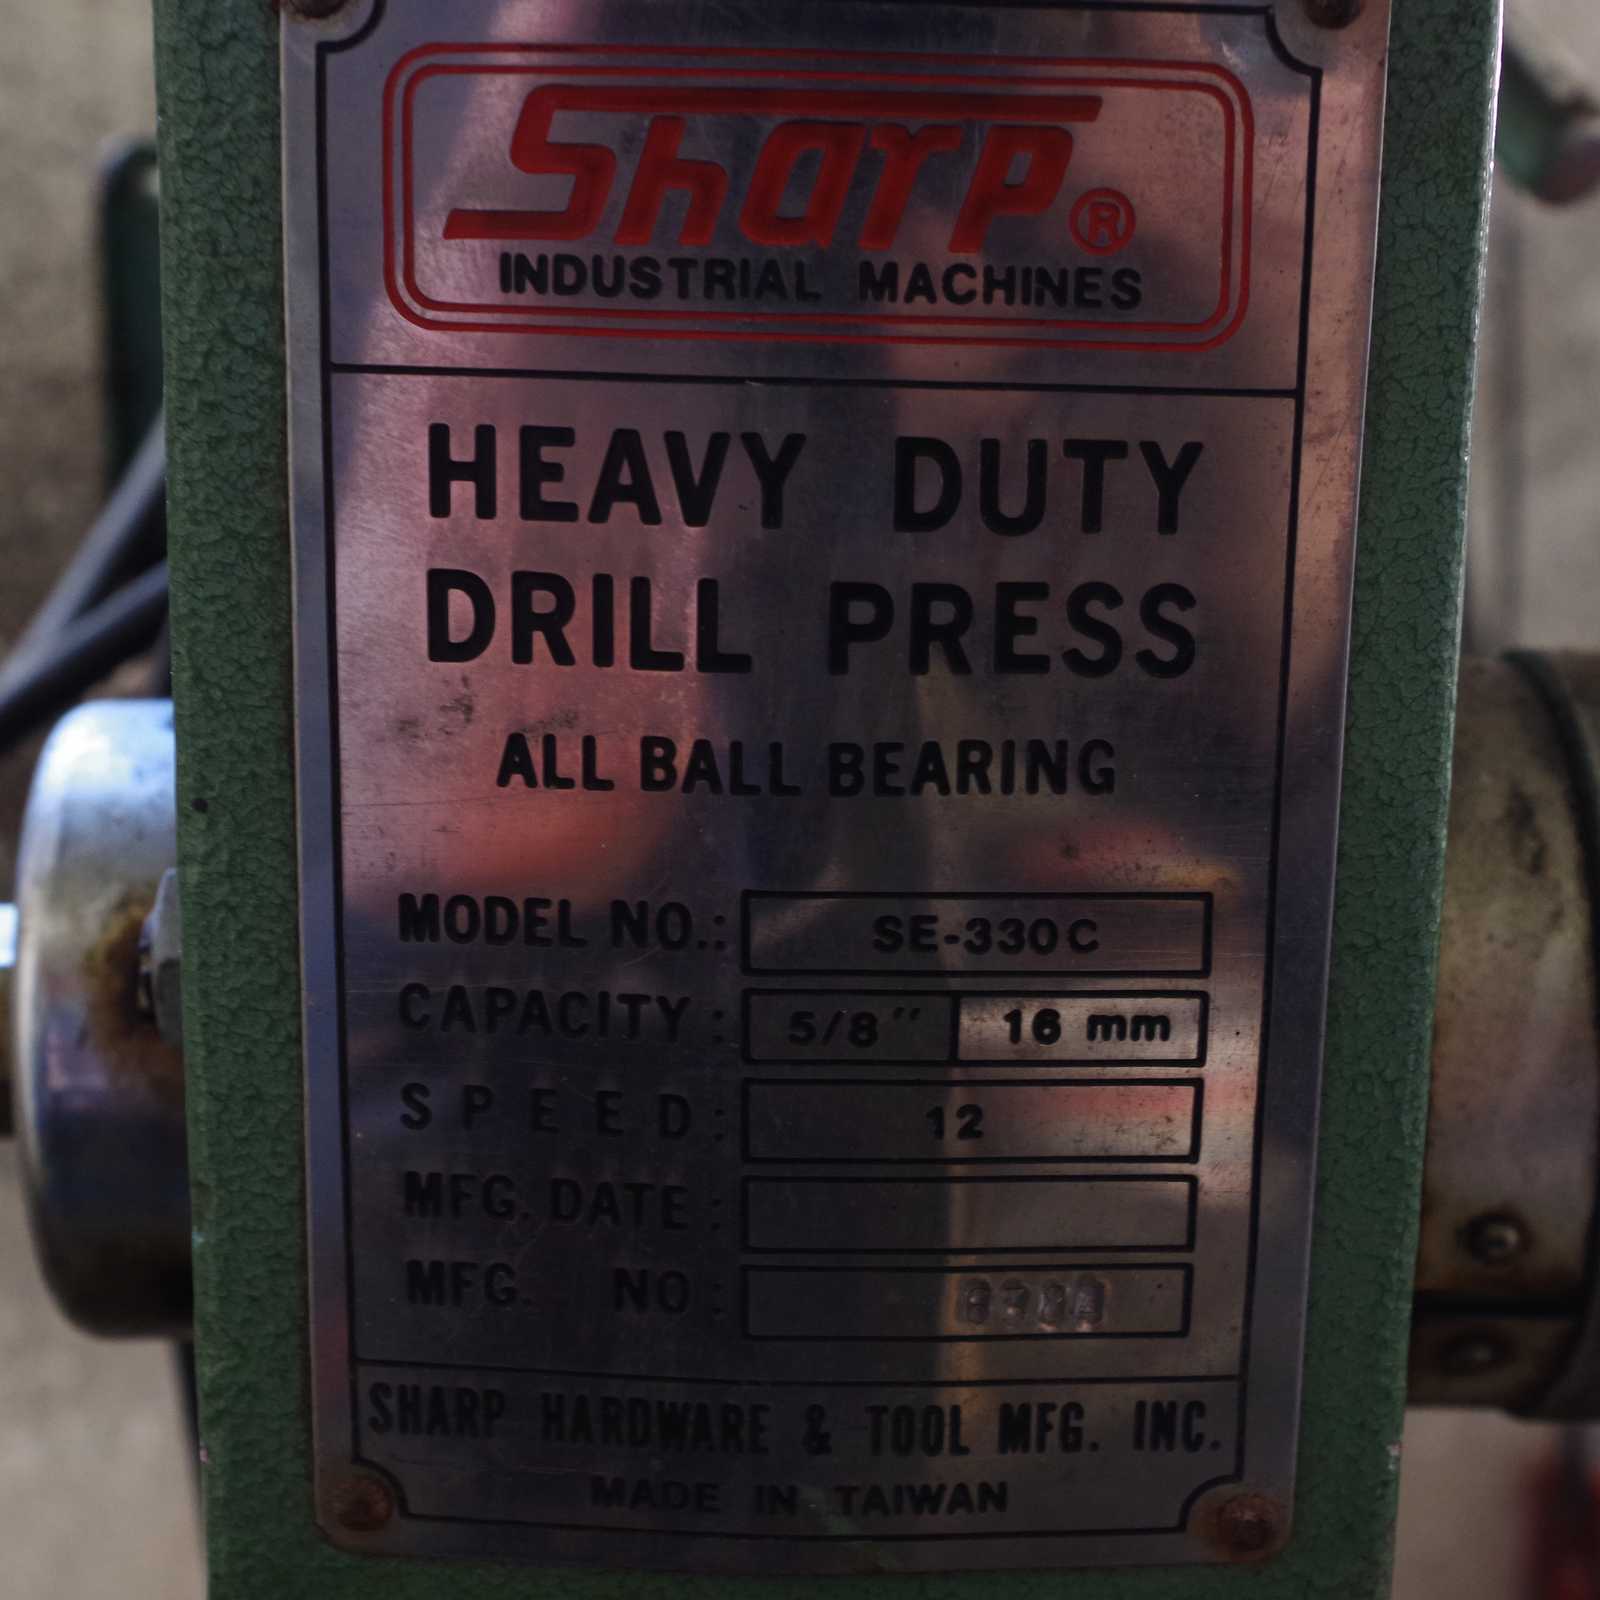 Sharp®
INDUSTRIAL MACHINES
HEAVY DUTY
DRILL PRESS
ALL BALL BEARING
MODEL NO.: SE-330C
CAPACITY: 5/8" 16 mm
SPEED: 12
MFG. DATE:
MFG. NO:
SHARP HARDWARE & TOOL MFG. INC.
MADE IN TAIWAN